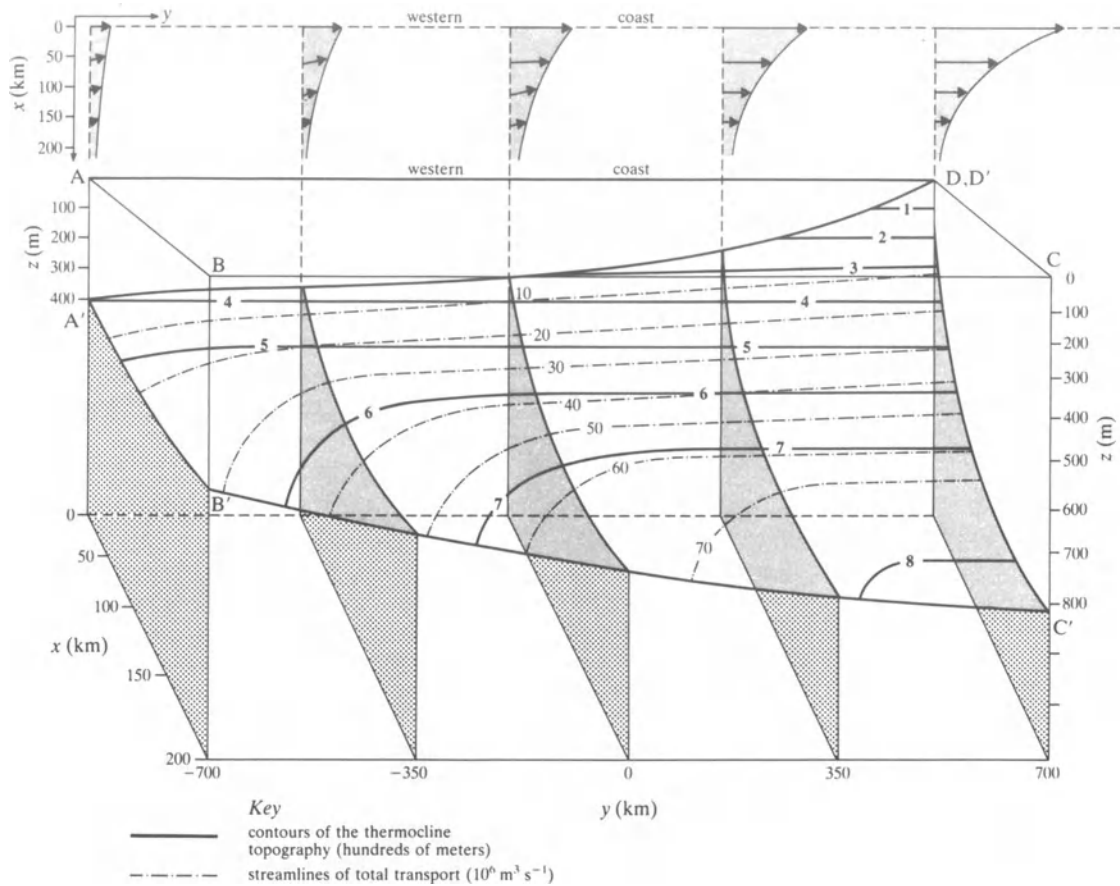 y
0
50
100
150
200
x (km)
western coast
western coast
A
D,D′
100
200
300
400
z (m)
A′
B
C
1
2
3
10
4
4
20
5
5
30
6
40
6
50
7
60
7
70
8
0
100
200
300
400
500
600
700
800
z (m)
B′
C′
0
50
100
150
200
x (km)
−700
−350
0
350
700
y (km)
Key
contours of the thermocline
topography (hundreds of meters)
streamlines of total transport (10⁶ m³ s⁻¹)